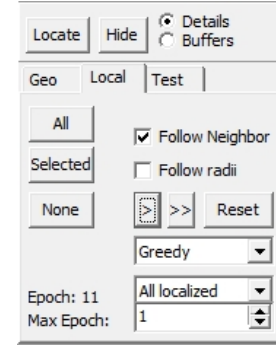 Locate Hide Details
Buffers
Geo Local Test
All
Follow Neighbor
Selected Follow radii
None > >> Reset
Greedy
Epoch: 11 All localized
Max Epoch: 1